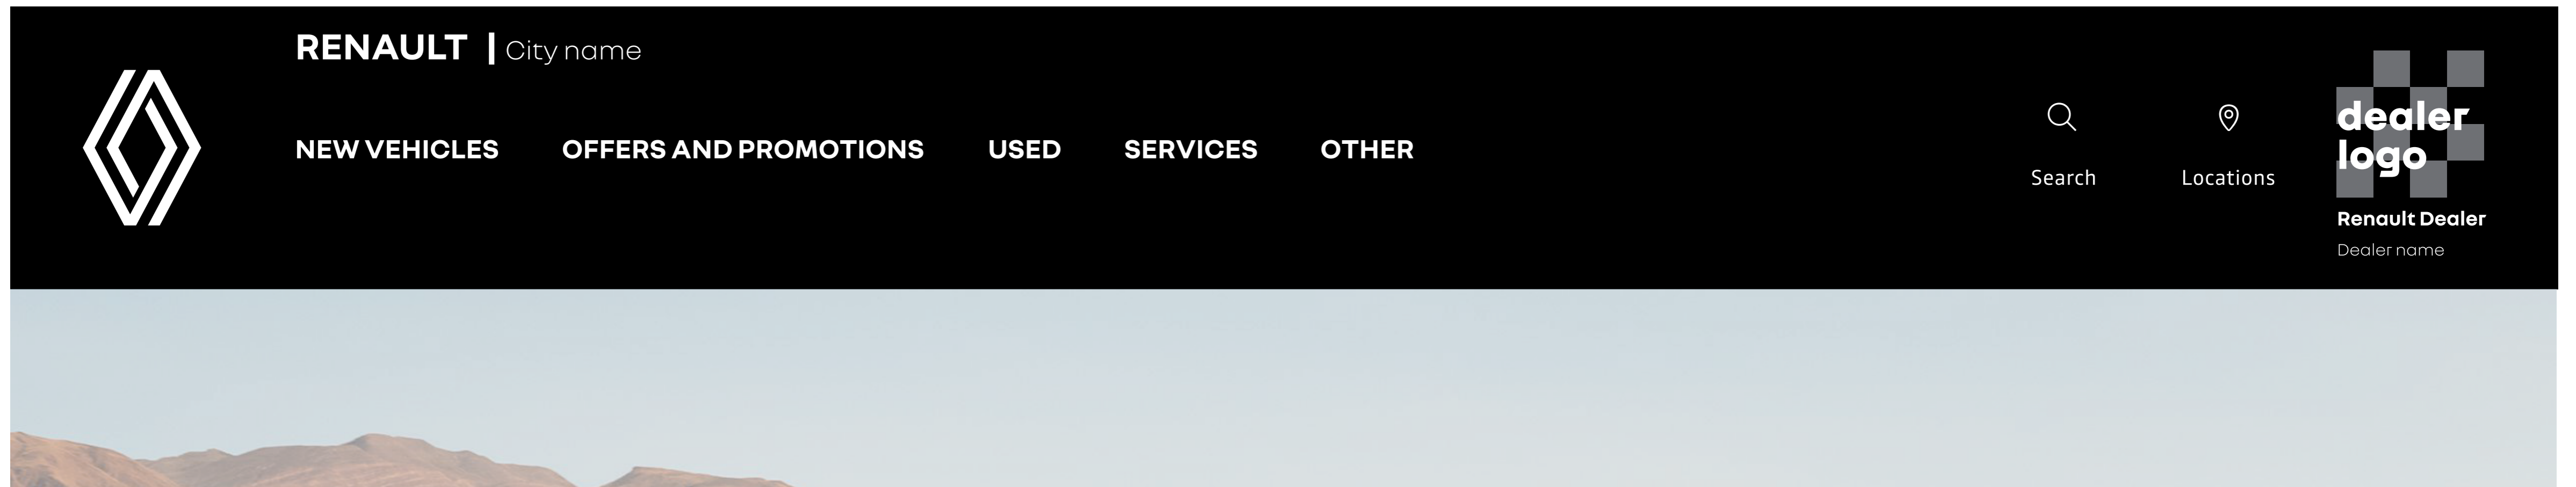 RENAULT | City name
NEW VEHICLES OFFERS AND PROMOTIONS USED SERVICES OTHER
Search
Locations
dealer
logo
Renault Dealer
Dealer name